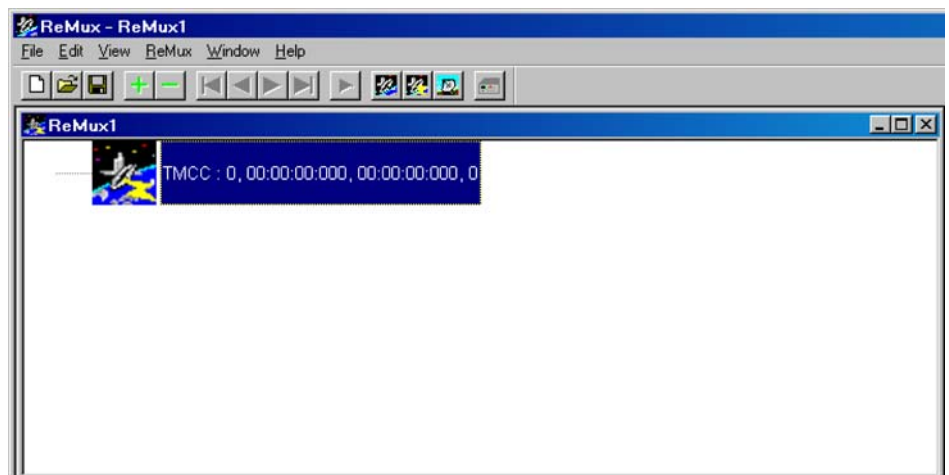 ReMux - ReMux1
File Edit View ReMux Window Help
ReMux1
TMCC : 0, 00:00:00:000, 00:00:00:000, 0